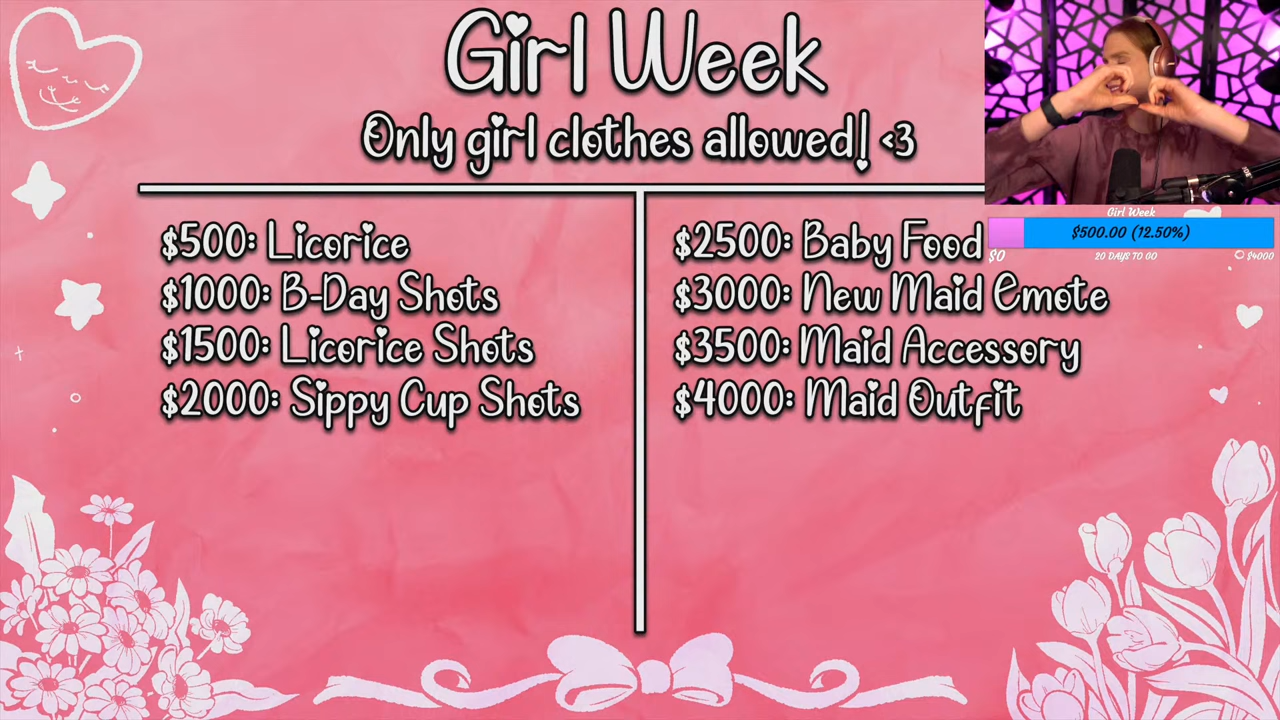 Girl Week
Only girl clothes allowed! <3
$500: Licorice
$1000: B-Day Shots
$1500: Licorice Shots
$2000: Sippy Cup Shots
$2500: Baby Food
$3000: New Maid Emote
$3500: Maid Accessory
$4000: Maid Outfit
Girl Week
$500.00 (12.50%)
$0
20 DAYS TO GO
$4000